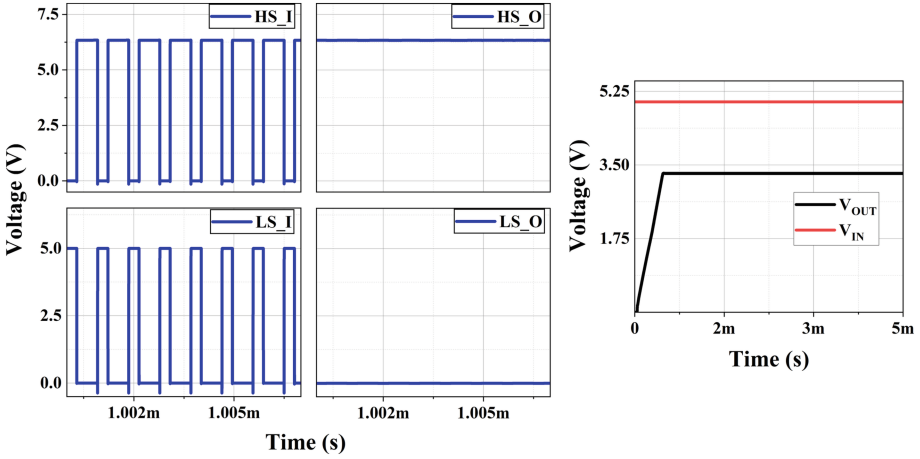 HS_I
HS_O
7.5
5.0
2.5
0.0
LS_I
LS_O
5.0
2.5
0.0
1.002m
1.005m
1.002m
1.005m
Voltage (V)
Time (s)
5.25
3.50
1.75
V_OUT
V_IN
0
2m
3m
5m
Voltage (V)
Time (s)